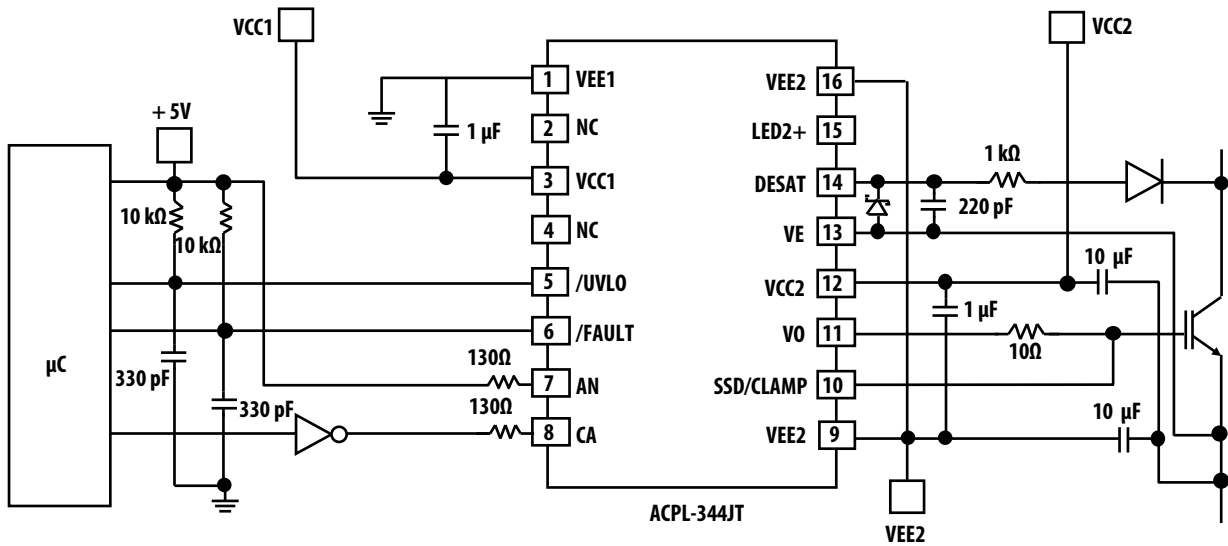 VCC1
VCC2
+ 5V
1 µF
1 VEE1
2 NC
3 VCC1
4 NC
5 /UVLO
6 /FAULT
7 AN
8 CA
VEE2 16
LED2+ 15
DESAT 14
VE 13
VCC2 12
VO 11
SSD/CLAMP 10
VEE2 9
10 kΩ
10 kΩ
µC
330 pF
330 pF
130Ω
130Ω
1 kΩ
220 pF
10 µF
1 µF
10Ω
10 µF
ACPL-344JT
VEE2